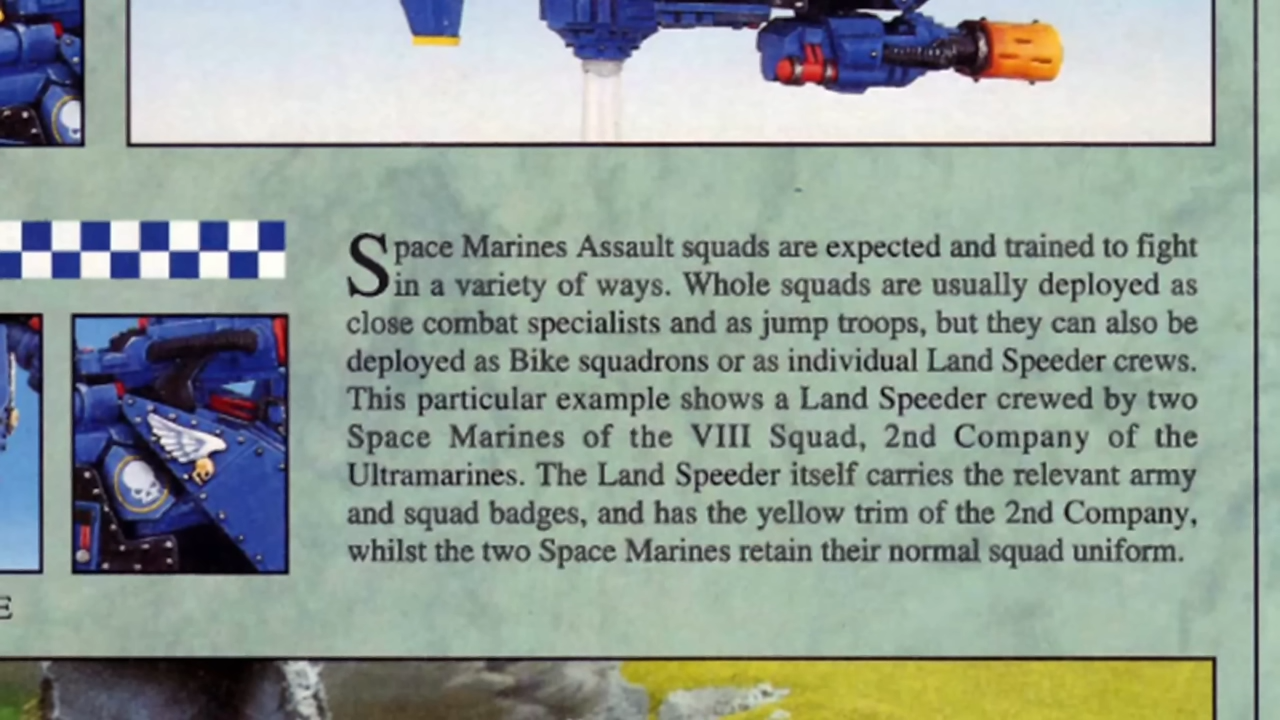 Space Marines Assault squads are expected and trained to fight
in a variety of ways. Whole squads are usually deployed as
close combat specialists and as jump troops, but they can also be
deployed as Bike squadrons or as individual Land Speeder crews.
This particular example shows a Land Speeder crewed by two
Space Marines of the VIII Squad, 2nd Company of the
Ultramarines. The Land Speeder itself carries the relevant army
and squad badges, and has the yellow trim of the 2nd Company,
whilst the two Space Marines retain their normal squad uniform.
E